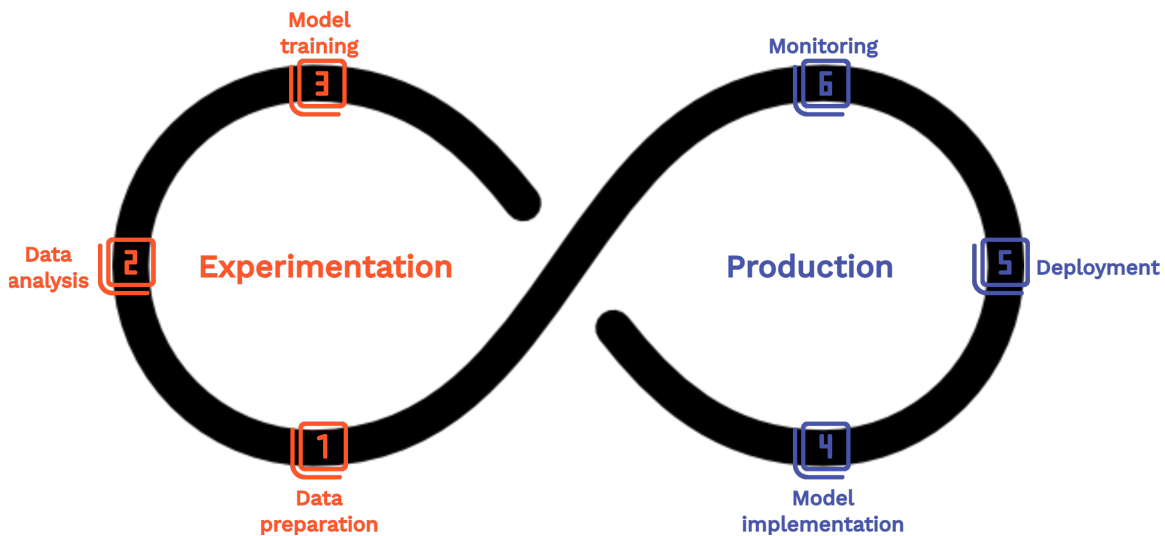 Model
training
3
Monitoring
6
Data
analysis
2
Experimentation
Production
5
Deployment
1
Data
preparation
4
Model
implementation